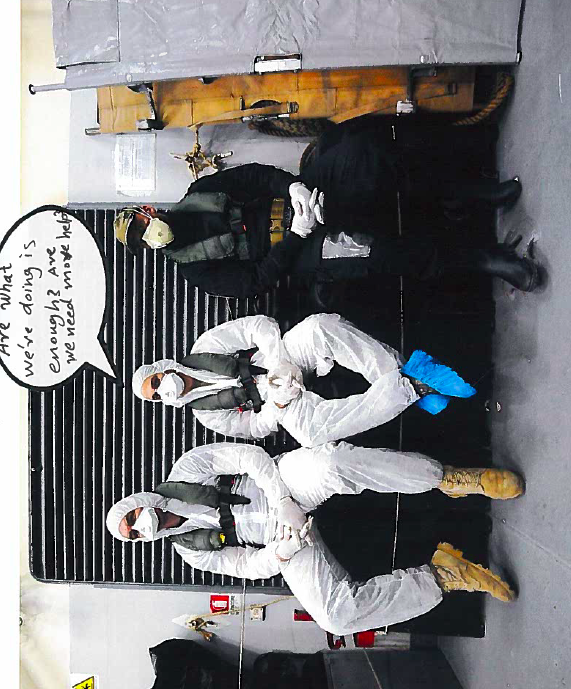 Are What
we're doing is
enough? Are
we need more help?